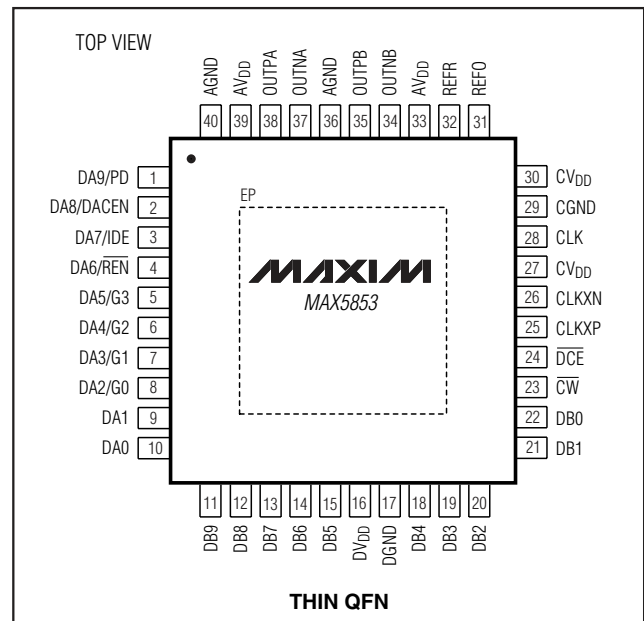 TOP VIEW
AGND
AVDD
OUTPA
OUTNA
AGND
OUTPB
OUTNB
AVDD
REFR
REFO
40 39 38 37 36 35 34 33 32 31
DA9/PD 1
DA8/DACEN 2
DA7/IDE 3
DA6/R̅E̅N̅ 4
DA5/G3 5
DA4/G2 6
DA3/G1 7
DA2/G0 8
DA1 9
DA0 10
EP
MAXIM
MAX5853
30 CVDD
29 CGND
28 CLK
27 CVDD
26 CLKXN
25 CLKXP
24 D̅C̅E̅
23 C̅W̅
22 DB0
21 DB1
11 12 13 14 15 16 17 18 19 20
DB9
DB8
DB7
DB6
DB5
DVDD
DGND
DB4
DB3
DB2
THIN QFN